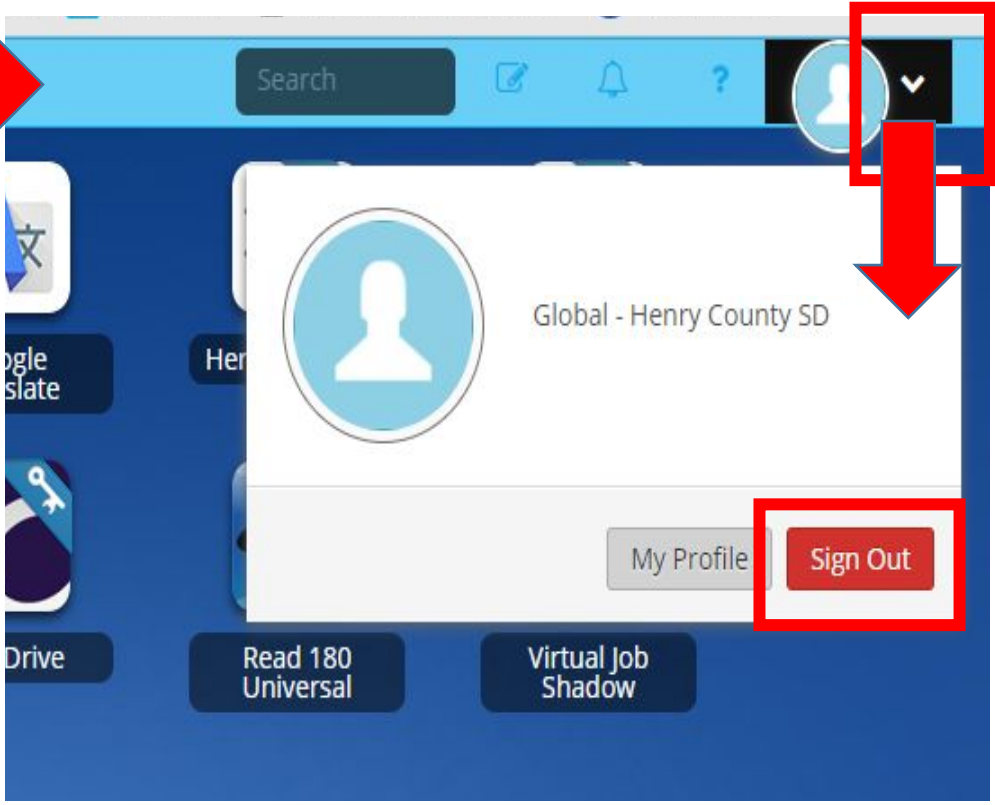 Search
?
Global - Henry County SD
ogle
slate
Her
文
My Profile
Sign Out
Drive
Read 180
Universal
Virtual Job
Shadow